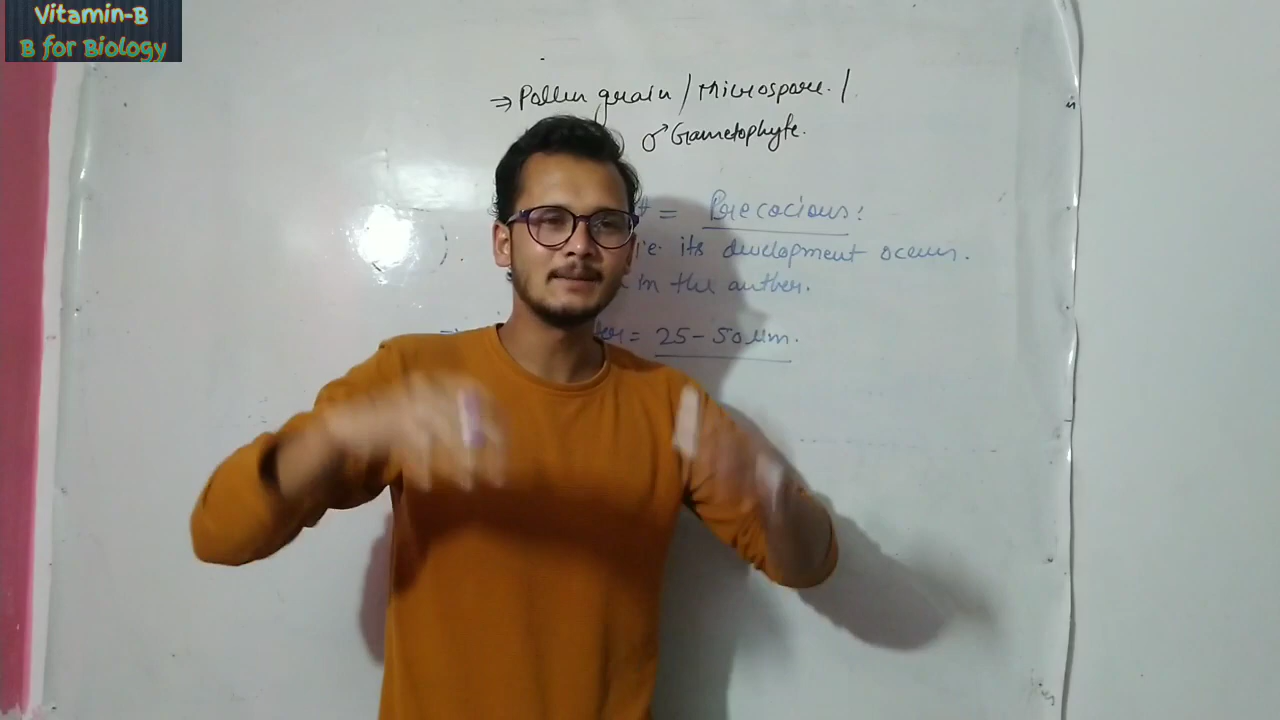 Vitamin-B
B for Biology
⇒ Pollen grain / Microspore. /
♂ Gametophyte.
= Precocious:
i.e. its development occurs.
in the anther.
= 25 - 50 μm.